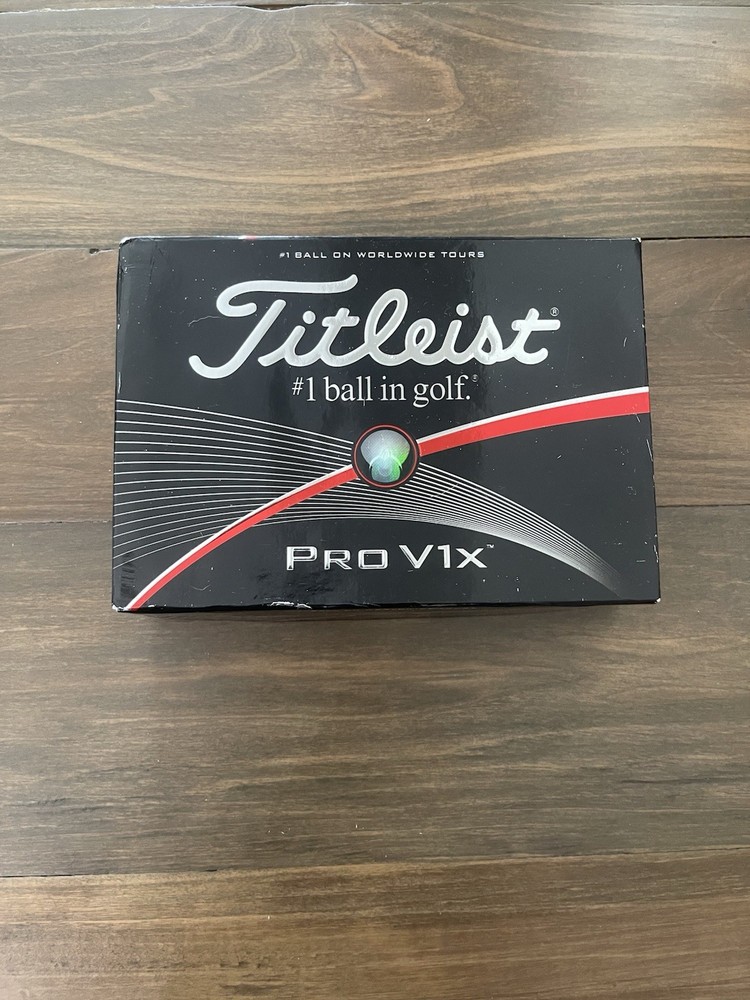 #1 BALL ON WORLDWIDE TOURS
Titleist®
#1 ball in golf.®
PRO V1X™